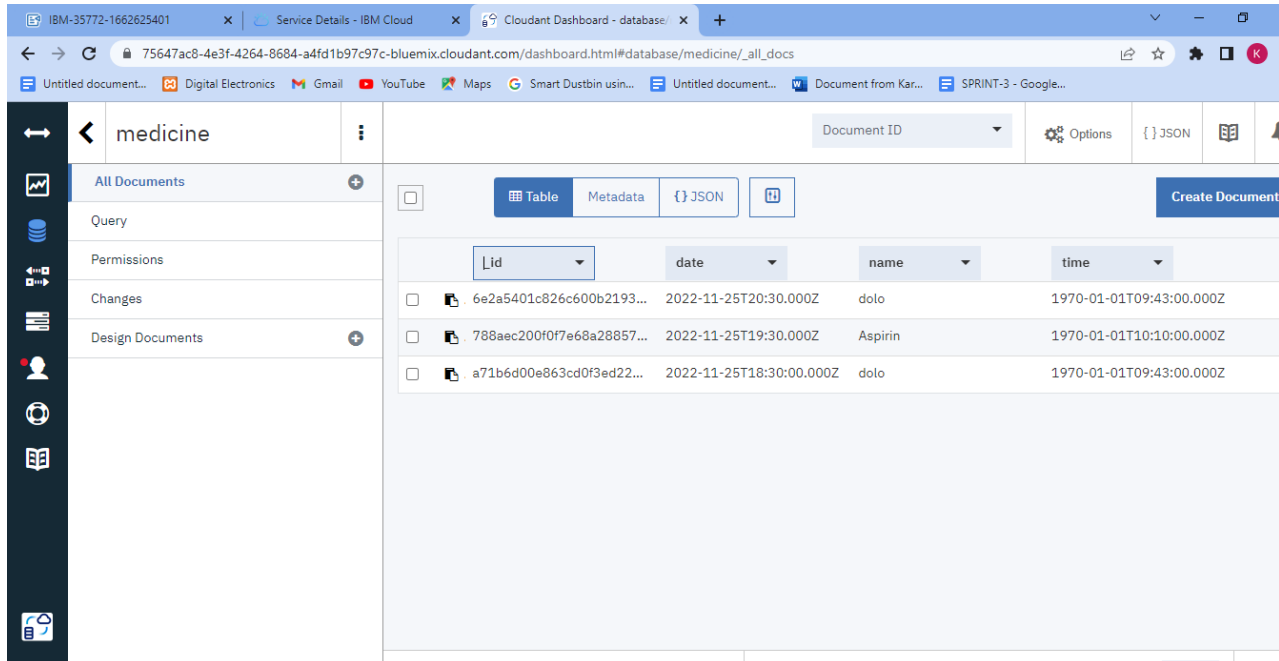 IBM-35772-1662625401
Service Details - IBM Cloud
Cloudant Dashboard - database/
75647ac8-4e3f-4264-8684-a4fd1b97c97c-bluemix.cloudant.com/dashboard.html#database/medicine/_all_docs
K
Untitled document...
Digital Electronics
Gmail
YouTube
Maps
Smart Dustbin usin...
Untitled document...
Document from Kar...
SPRINT-3 - Google...
medicine
Document ID
Options
{ } JSON
All Documents
Query
Permissions
Changes
Design Documents
Table
Metadata
{ } JSON
Create Document
_id date name time
6e2a5401c826c600b2193... 2022-11-25T20:30.000Z dolo 1970-01-01T09:43:00.000Z
788aec200f0f7e68a28857... 2022-11-25T19:30.000Z Aspirin 1970-01-01T10:10:00.000Z
a71b6d00e863cd0f3ed22... 2022-11-25T18:30:00.000Z dolo 1970-01-01T09:43:00.000Z